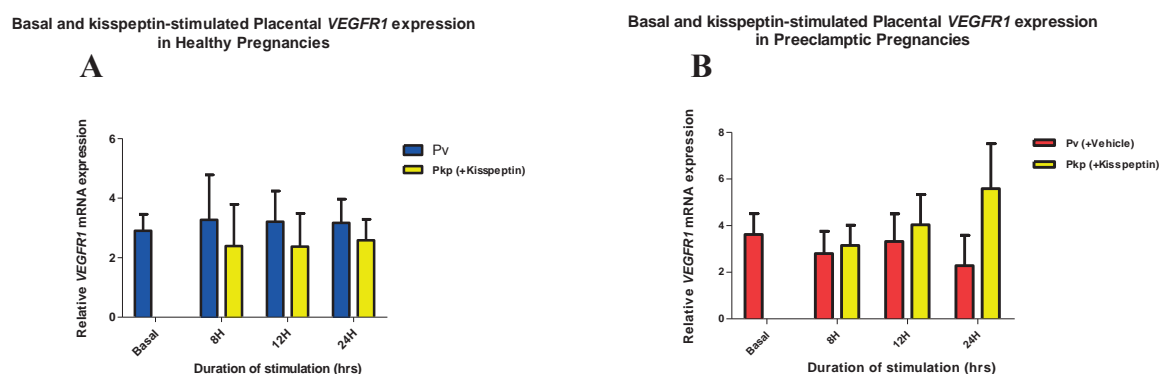 Basal and kisspeptin-stimulated Placental VEGFR1 expression
in Healthy Pregnancies
A
Relative VEGFR1 mRNA expression
6
4
2
0
Basal
8H
12H
24H
Duration of stimulation (hrs)
Pv
Pkp (+Kisspeptin)
Basal and kisspeptin-stimulated Placental VEGFR1 expression
in Preeclamptic Pregnancies
B
Relative VEGFR1 mRNA expression
8
6
4
2
0
Basal
8H
12H
24H
Duration of stimulation (hrs)
Pv (+Vehicle)
Pkp (+Kisspeptin)